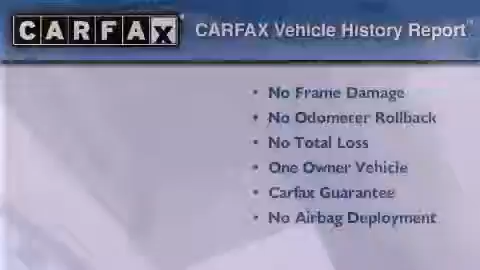 CARFAX CARFAX Vehicle History Report™
• No Frame Damage
• No Odometer Rollback
• No Total Loss
• One Owner Vehicle
• Carfax Guarantee
• No Airbag Deployment